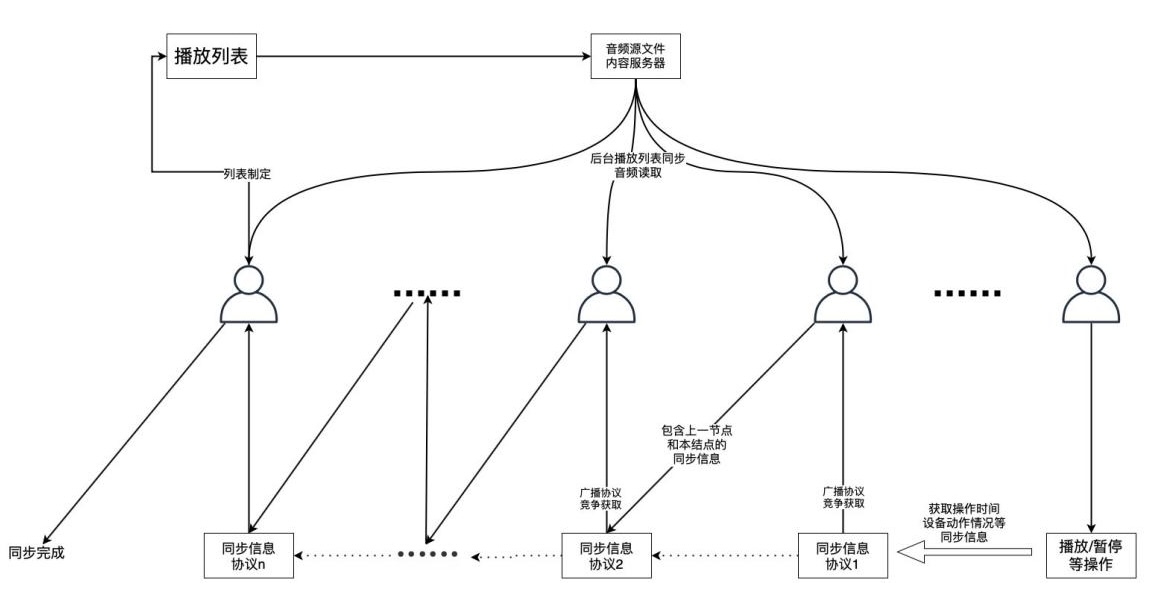 播放列表
音频源文件
内容服务器
后台播放列表同步
音频读取
列表制定
包含上一节点
和本结点的
同步信息
广播协议
竞争获取
广播协议
竞争获取
获取操作时间
设备动作情况等
同步信息
同步完成
同步信息
协议n
同步信息
协议2
同步信息
协议1
播放/暂停
等操作